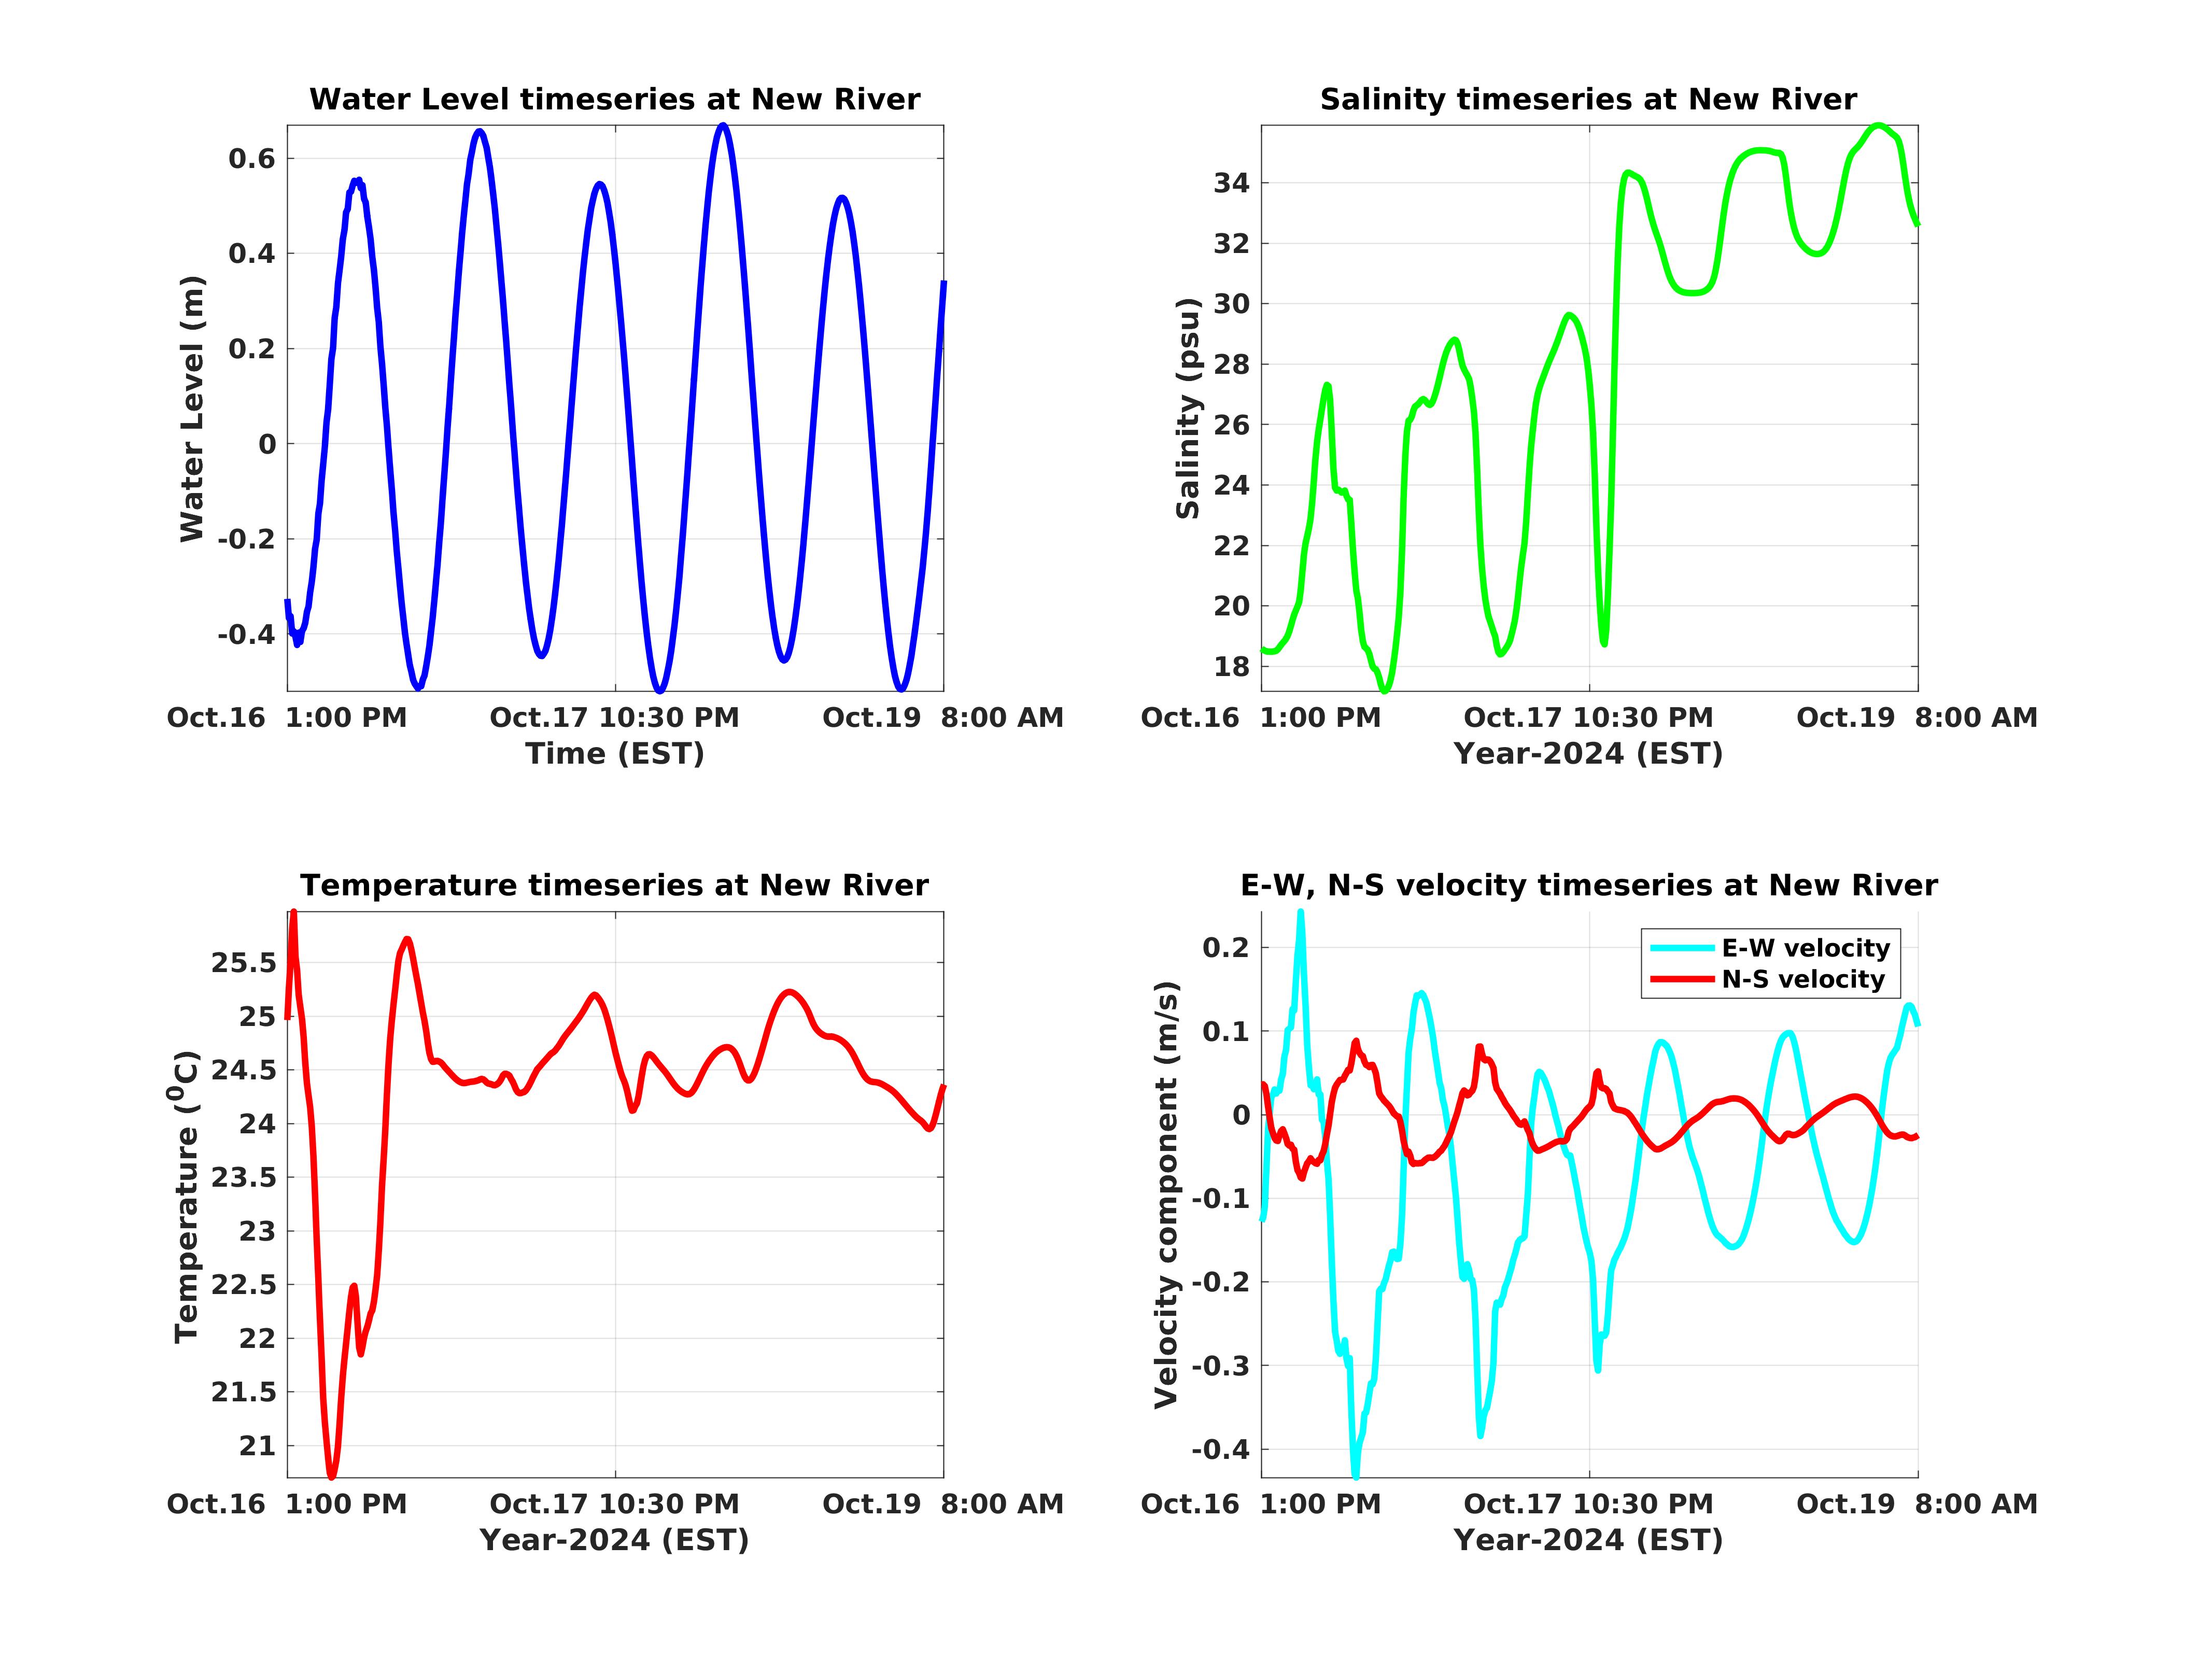 Water Level timeseries at New River
0.6
0.4
0.2
0
-0.2
-0.4
Water Level (m)
Oct.16 1:00 PM Oct.17 10:30 PM Oct.19 8:00 AM
Time (EST)
Salinity timeseries at New River
34
32
30
28
26
24
22
20
18
Salinity (psu)
Oct.16 1:00 PM Oct.17 10:30 PM Oct.19 8:00 AM
Year-2024 (EST)
Temperature timeseries at New River
25.5
25
24.5
24
23.5
23
22.5
22
21.5
21
Temperature (⁰C)
Oct.16 1:00 PM Oct.17 10:30 PM Oct.19 8:00 AM
Year-2024 (EST)
E-W, N-S velocity timeseries at New River
E-W velocity
N-S velocity
0.2
0.1
0
-0.1
-0.2
-0.3
-0.4
Velocity component (m/s)
Oct.16 1:00 PM Oct.17 10:30 PM Oct.19 8:00 AM
Year-2024 (EST)